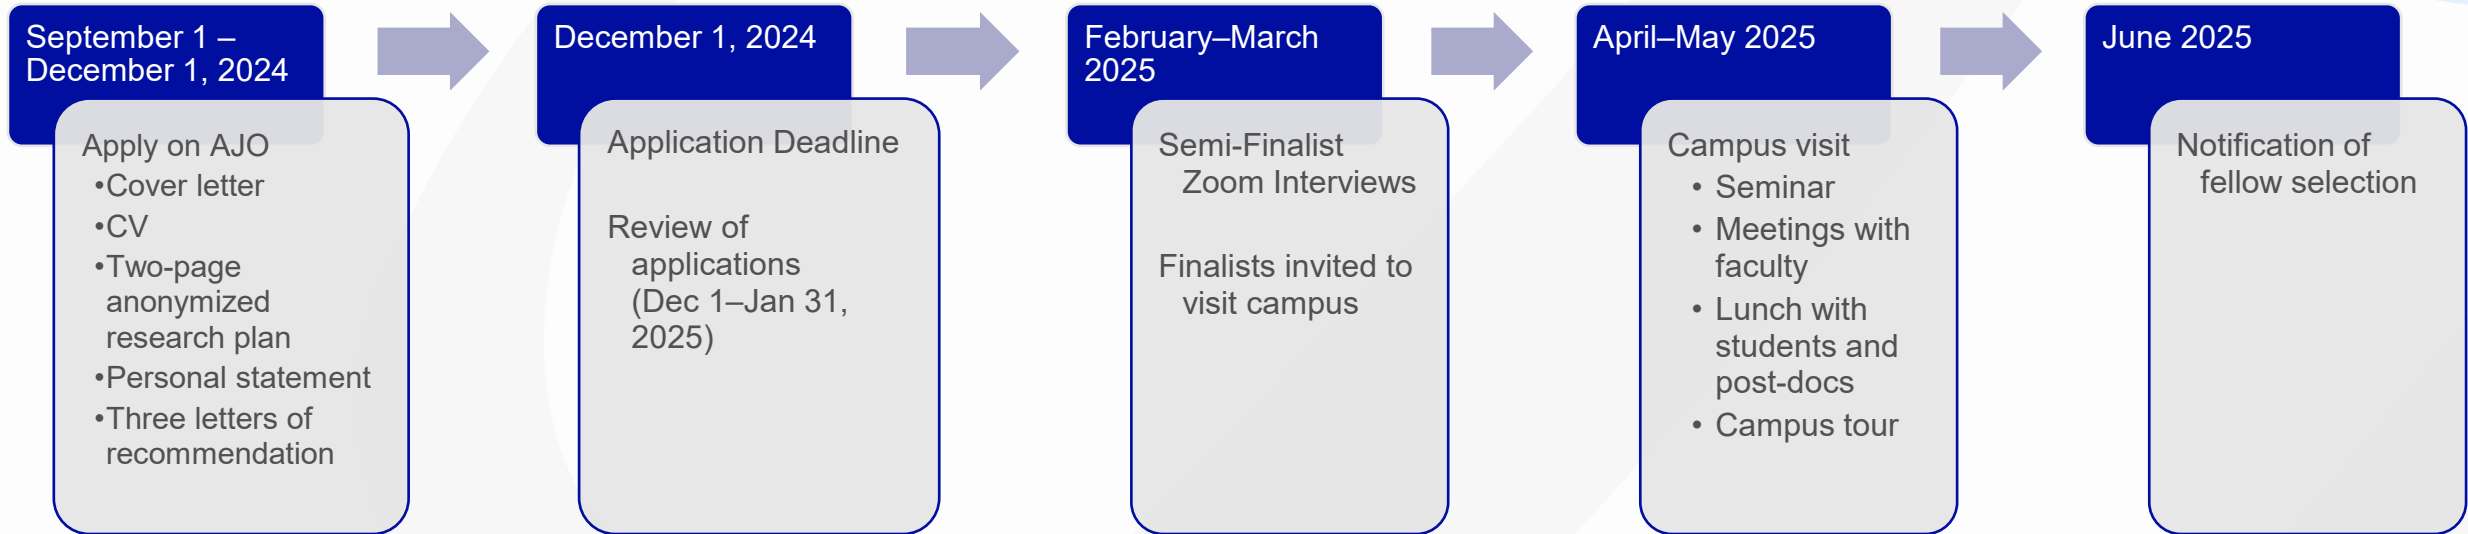 September 1 –
December 1, 2024
Apply on AJO
•Cover letter
•CV
•Two-page
anonymized
research plan
•Personal statement
•Three letters of
recommendation
December 1, 2024
Application Deadline
Review of
applications
(Dec 1–Jan 31,
2025)
February–March
2025
Semi-Finalist
Zoom Interviews
Finalists invited to
visit campus
April–May 2025
Campus visit
• Seminar
• Meetings with
faculty
• Lunch with
students and
post-docs
• Campus tour
June 2025
Notification of
fellow selection